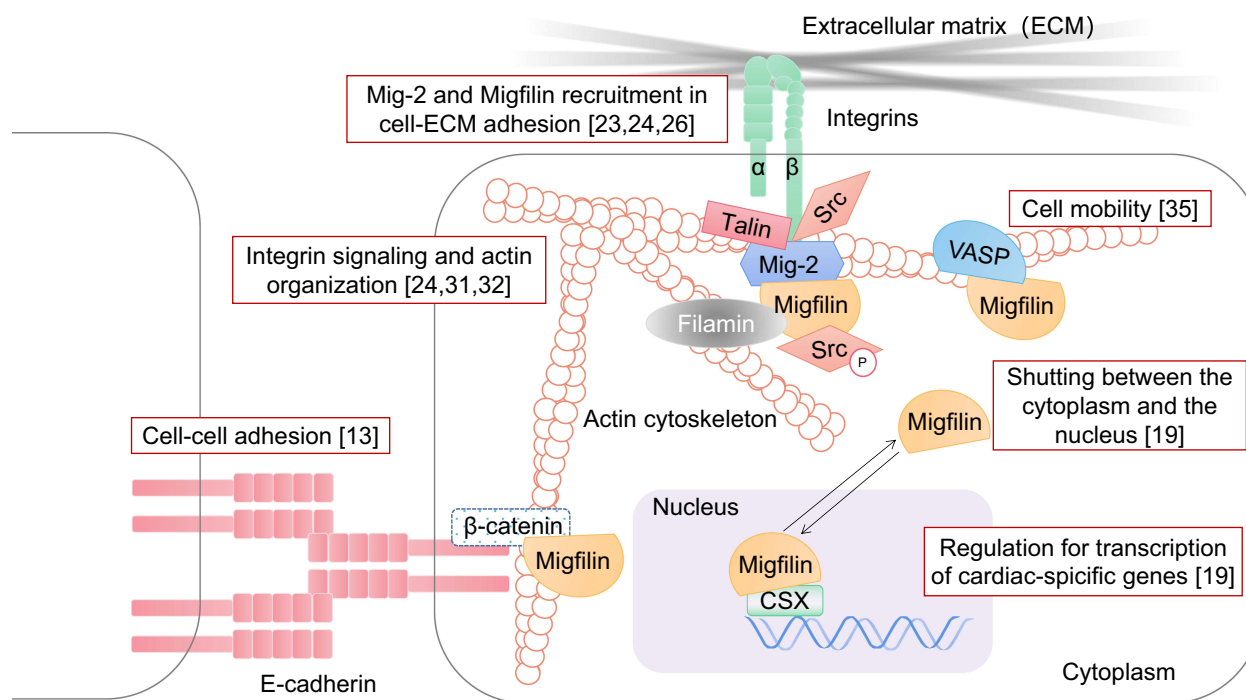 Extracellular matrix（ECM）
Mig-2 and Migfilin recruitment in
cell-ECM adhesion [23,24,26]
Integrins
α
β
Src
Talin
Cell mobility [35]
VASP
Integrin signaling and actin
organization [24,31,32]
Mig-2
Migfilin
Migfilin
Filamin
Src
P
Shutting between the
cytoplasm and the
nucleus [19]
Actin cytoskeleton
Migfilin
Cell-cell adhesion [13]
Nucleus
β-catenin
Migfilin
Migfilin
CSX
Regulation for transcription
of cardiac-spicific genes [19]
E-cadherin
Cytoplasm